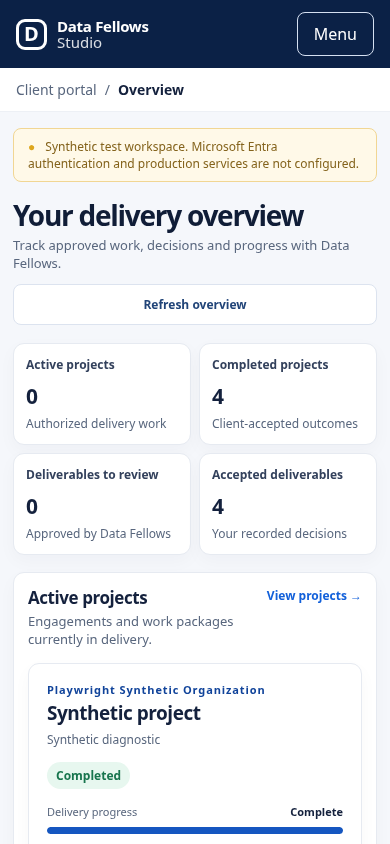 D
Data Fellows
Studio
Menu
Client portal / Overview
Synthetic test workspace. Microsoft Entra
authentication and production services are not configured.
Your delivery overview
Track approved work, decisions and progress with Data
Fellows.
Refresh overview
Active projects
0
Authorized delivery work
Completed projects
4
Client-accepted outcomes
Deliverables to review
0
Approved by Data Fellows
Accepted deliverables
4
Your recorded decisions
Active projects
View projects →
Engagements and work packages
currently in delivery.
Playwright Synthetic Organization
Synthetic project
Synthetic diagnostic
Completed
Delivery progress Complete